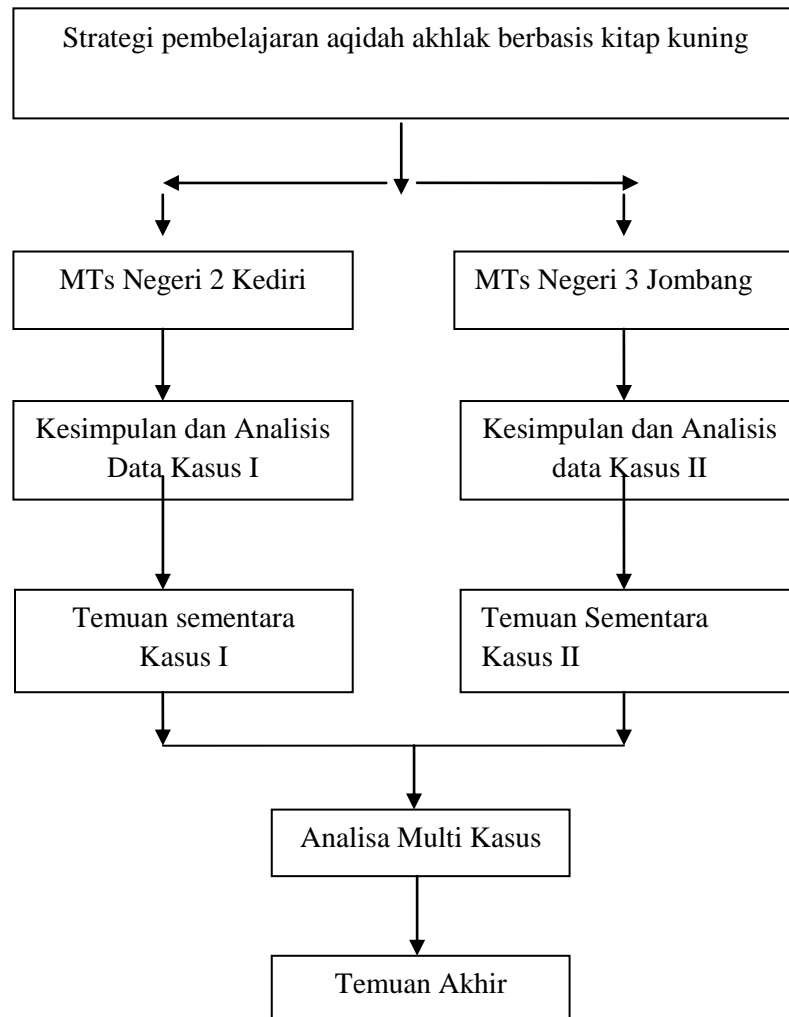 Strategi pembelajaran aqidah akhlak berbasis kitap kuning
MTs Negeri 2 Kediri
MTs Negeri 3 Jombang
Kesimpulan dan Analisis
Data Kasus I
Kesimpulan dan Analisis
data Kasus II
Temuan sementara
Kasus I
Temuan Sementara
Kasus II
Analisa Multi Kasus
Temuan Akhir